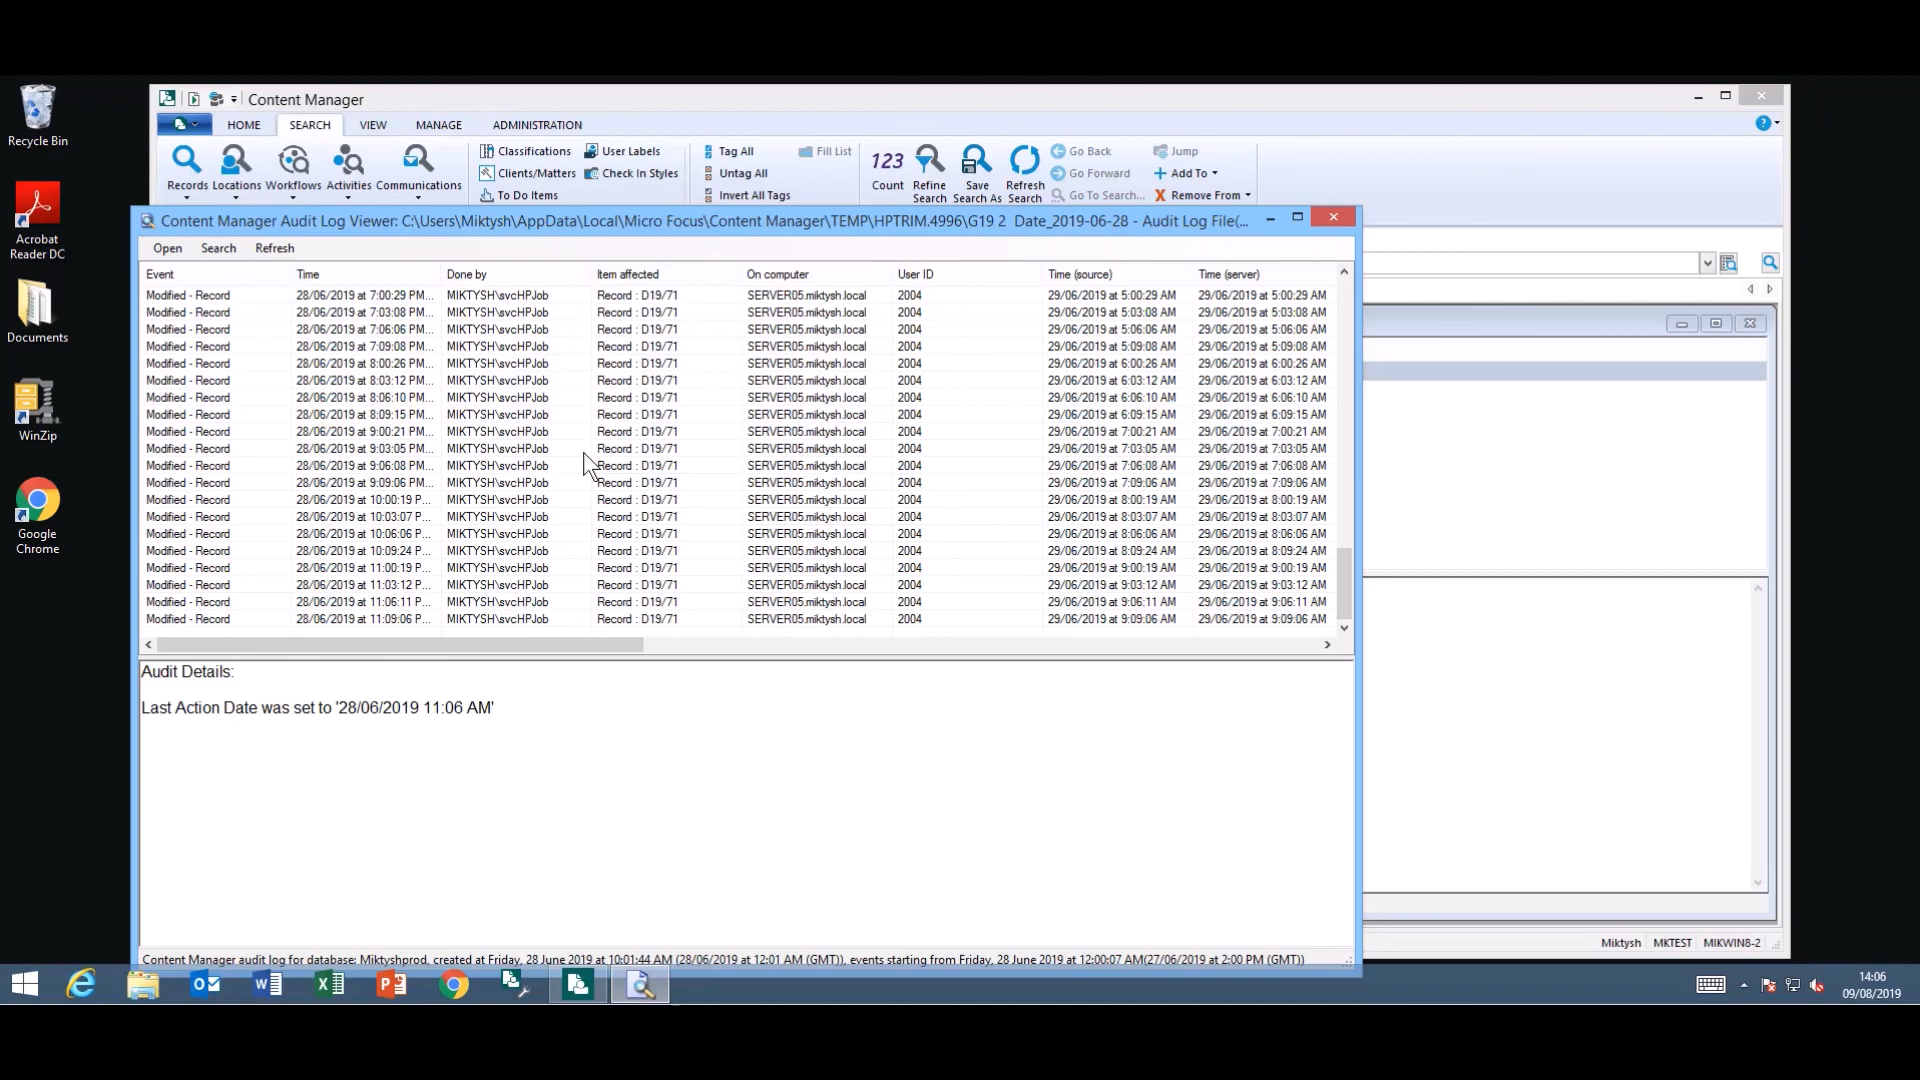 Content Manager
HOME SEARCH VIEW MANAGE ADMINISTRATION
Recycle Bin
Acrobat
Reader DC
Documents
WinZip
Google
Chrome
Records Locations Workflows Activities Communications
Classifications User Labels
Clients/Matters Check In Styles
To Do Items
Tag All Fill List
Untag All
Invert All Tags
123
Count
Refine
Search
Save
Search As
Refresh
Search
Go Back Jump
Go Forward Add To
Go To Search... Remove From
Content Manager Audit Log Viewer: C:\Users\Miktysh\AppData\Local\Micro Focus\Content Manager\TEMP\HPTRIM.4996\G19 2 Date_2019-06-28 - Audit Log File(...
Open Search Refresh
Event Time Done by Item affected On computer User ID Time (source) Time (server)
Modified - Record 28/06/2019 at 7:00:29 PM... MIKTYSH\svcHPJob Record : D19/71 SERVER05.miktysh.local 2004 29/06/2019 at 5:00:29 AM 29/06/2019 at 5:00:29 AM
Modified - Record 28/06/2019 at 7:03:08 PM... MIKTYSH\svcHPJob Record : D19/71 SERVER05.miktysh.local 2004 29/06/2019 at 5:03:08 AM 29/06/2019 at 5:03:08 AM
Modified - Record 28/06/2019 at 7:06:06 PM... MIKTYSH\svcHPJob Record : D19/71 SERVER05.miktysh.local 2004 29/06/2019 at 5:06:06 AM 29/06/2019 at 5:06:06 AM
Modified - Record 28/06/2019 at 7:09:08 PM... MIKTYSH\svcHPJob Record : D19/71 SERVER05.miktysh.local 2004 29/06/2019 at 5:09:08 AM 29/06/2019 at 5:09:08 AM
Modified - Record 28/06/2019 at 8:00:26 PM... MIKTYSH\svcHPJob Record : D19/71 SERVER05.miktysh.local 2004 29/06/2019 at 6:00:26 AM 29/06/2019 at 6:00:26 AM
Modified - Record 28/06/2019 at 8:03:12 PM... MIKTYSH\svcHPJob Record : D19/71 SERVER05.miktysh.local 2004 29/06/2019 at 6:03:12 AM 29/06/2019 at 6:03:12 AM
Modified - Record 28/06/2019 at 8:06:10 PM... MIKTYSH\svcHPJob Record : D19/71 SERVER05.miktysh.local 2004 29/06/2019 at 6:06:10 AM 29/06/2019 at 6:06:10 AM
Modified - Record 28/06/2019 at 8:09:15 PM... MIKTYSH\svcHPJob Record : D19/71 SERVER05.miktysh.local 2004 29/06/2019 at 6:09:15 AM 29/06/2019 at 6:09:15 AM
Modified - Record 28/06/2019 at 9:00:21 PM... MIKTYSH\svcHPJob Record : D19/71 SERVER05.miktysh.local 2004 29/06/2019 at 7:00:21 AM 29/06/2019 at 7:00:21 AM
Modified - Record 28/06/2019 at 9:03:05 PM... MIKTYSH\svcHPJob Record : D19/71 SERVER05.miktysh.local 2004 29/06/2019 at 7:03:05 AM 29/06/2019 at 7:03:05 AM
Modified - Record 28/06/2019 at 9:06:08 PM... MIKTYSH\svcHPJob Record : D19/71 SERVER05.miktysh.local 2004 29/06/2019 at 7:06:08 AM 29/06/2019 at 7:06:08 AM
Modified - Record 28/06/2019 at 9:09:06 PM... MIKTYSH\svcHPJob Record : D19/71 SERVER05.miktysh.local 2004 29/06/2019 at 7:09:06 AM 29/06/2019 at 7:09:06 AM
Modified - Record 28/06/2019 at 10:00:19 P... MIKTYSH\svcHPJob Record : D19/71 SERVER05.miktysh.local 2004 29/06/2019 at 8:00:19 AM 29/06/2019 at 8:00:19 AM
Modified - Record 28/06/2019 at 10:03:07 P... MIKTYSH\svcHPJob Record : D19/71 SERVER05.miktysh.local 2004 29/06/2019 at 8:03:07 AM 29/06/2019 at 8:03:07 AM
Modified - Record 28/06/2019 at 10:06:06 P... MIKTYSH\svcHPJob Record : D19/71 SERVER05.miktysh.local 2004 29/06/2019 at 8:06:06 AM 29/06/2019 at 8:06:06 AM
Modified - Record 28/06/2019 at 10:09:24 P... MIKTYSH\svcHPJob Record : D19/71 SERVER05.miktysh.local 2004 29/06/2019 at 8:09:24 AM 29/06/2019 at 8:09:24 AM
Modified - Record 28/06/2019 at 11:00:19 P... MIKTYSH\svcHPJob Record : D19/71 SERVER05.miktysh.local 2004 29/06/2019 at 9:00:19 AM 29/06/2019 at 9:00:19 AM
Modified - Record 28/06/2019 at 11:03:12 P... MIKTYSH\svcHPJob Record : D19/71 SERVER05.miktysh.local 2004 29/06/2019 at 9:03:12 AM 29/06/2019 at 9:03:12 AM
Modified - Record 28/06/2019 at 11:06:11 P... MIKTYSH\svcHPJob Record : D19/71 SERVER05.miktysh.local 2004 29/06/2019 at 9:06:11 AM 29/06/2019 at 9:06:11 AM
Modified - Record 28/06/2019 at 11:09:06 P... MIKTYSH\svcHPJob Record : D19/71 SERVER05.miktysh.local 2004 29/06/2019 at 9:09:06 AM 29/06/2019 at 9:09:06 AM
Audit Details:
Last Action Date was set to '28/06/2019 11:06 AM'
Content Manager audit log for database: Miktyshprod, created at Friday, 28 June 2019 at 10:01:44 AM (28/06/2019 at 12:01 AM (GMT)), events starting from Friday, 28 June 2019 at 12:00:07 AM(27/06/2019 at 2:00 PM (GMT))
Miktysh MKTEST MIKWIN8-2
14:06
09/08/2019